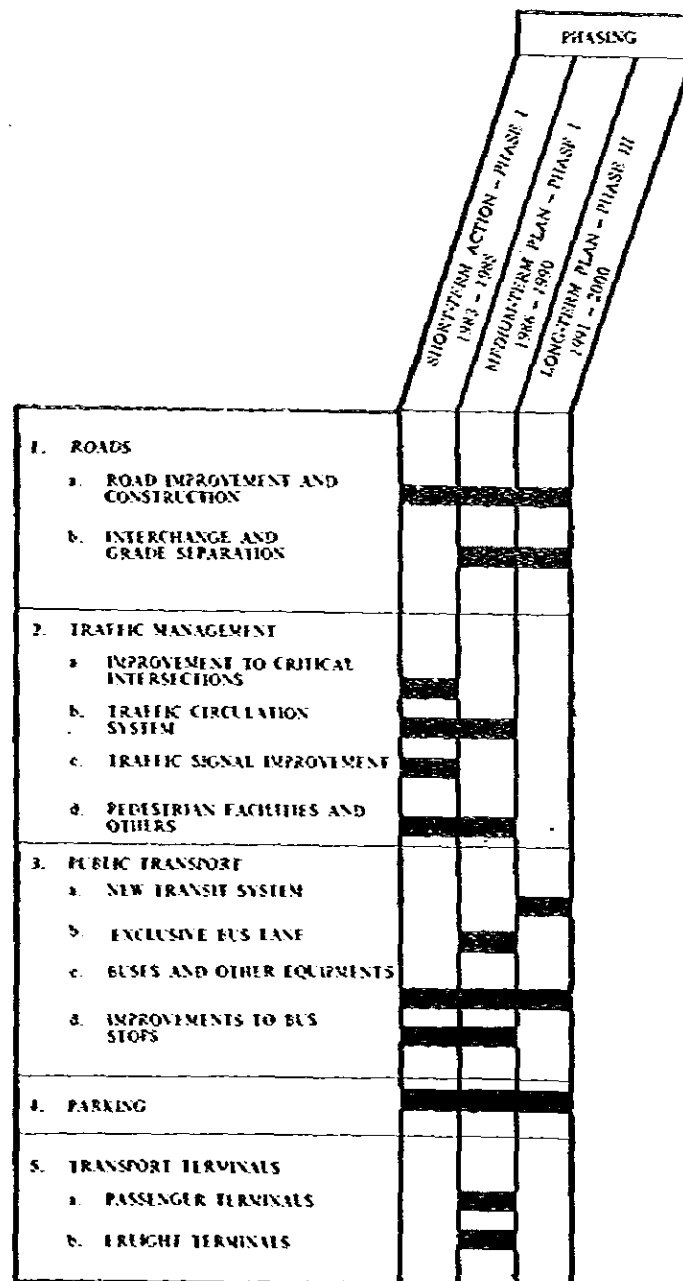 PHASING
SHORT-TERM ACTION - PHASE I
1983 - 1985
MEDIUM-TERM PLAN - PHASE I
1986 - 1990
LONG-TERM PLAN - PHASE III
1991 - 2000
1. ROADS
a. ROAD IMPROVEMENT AND
CONSTRUCTION
b. INTERCHANGE AND
GRADE SEPARATION
2. TRAFFIC MANAGEMENT
a IMPROVEMENT TO CRITICAL
INTERSECTIONS
b. TRAFFIC CIRCULATION
SYSTEM
c. TRAFFIC SIGNAL IMPROVEMENT
d. PEDESTRIAN FACILITIES AND
OTHERS
3. PUBLIC TRANSPORT
a. NEW TRANSIT SYSTEM
b. EXCLUSIVE BUS LANE
c. BUSES AND OTHER EQUIPMENTS
d. IMPROVEMENTS TO BUS
STOPS
4. PARKING
5. TRANSPORT TERMINALS
a. PASSENGER TERMINALS
b. FREIGHT TERMINALS